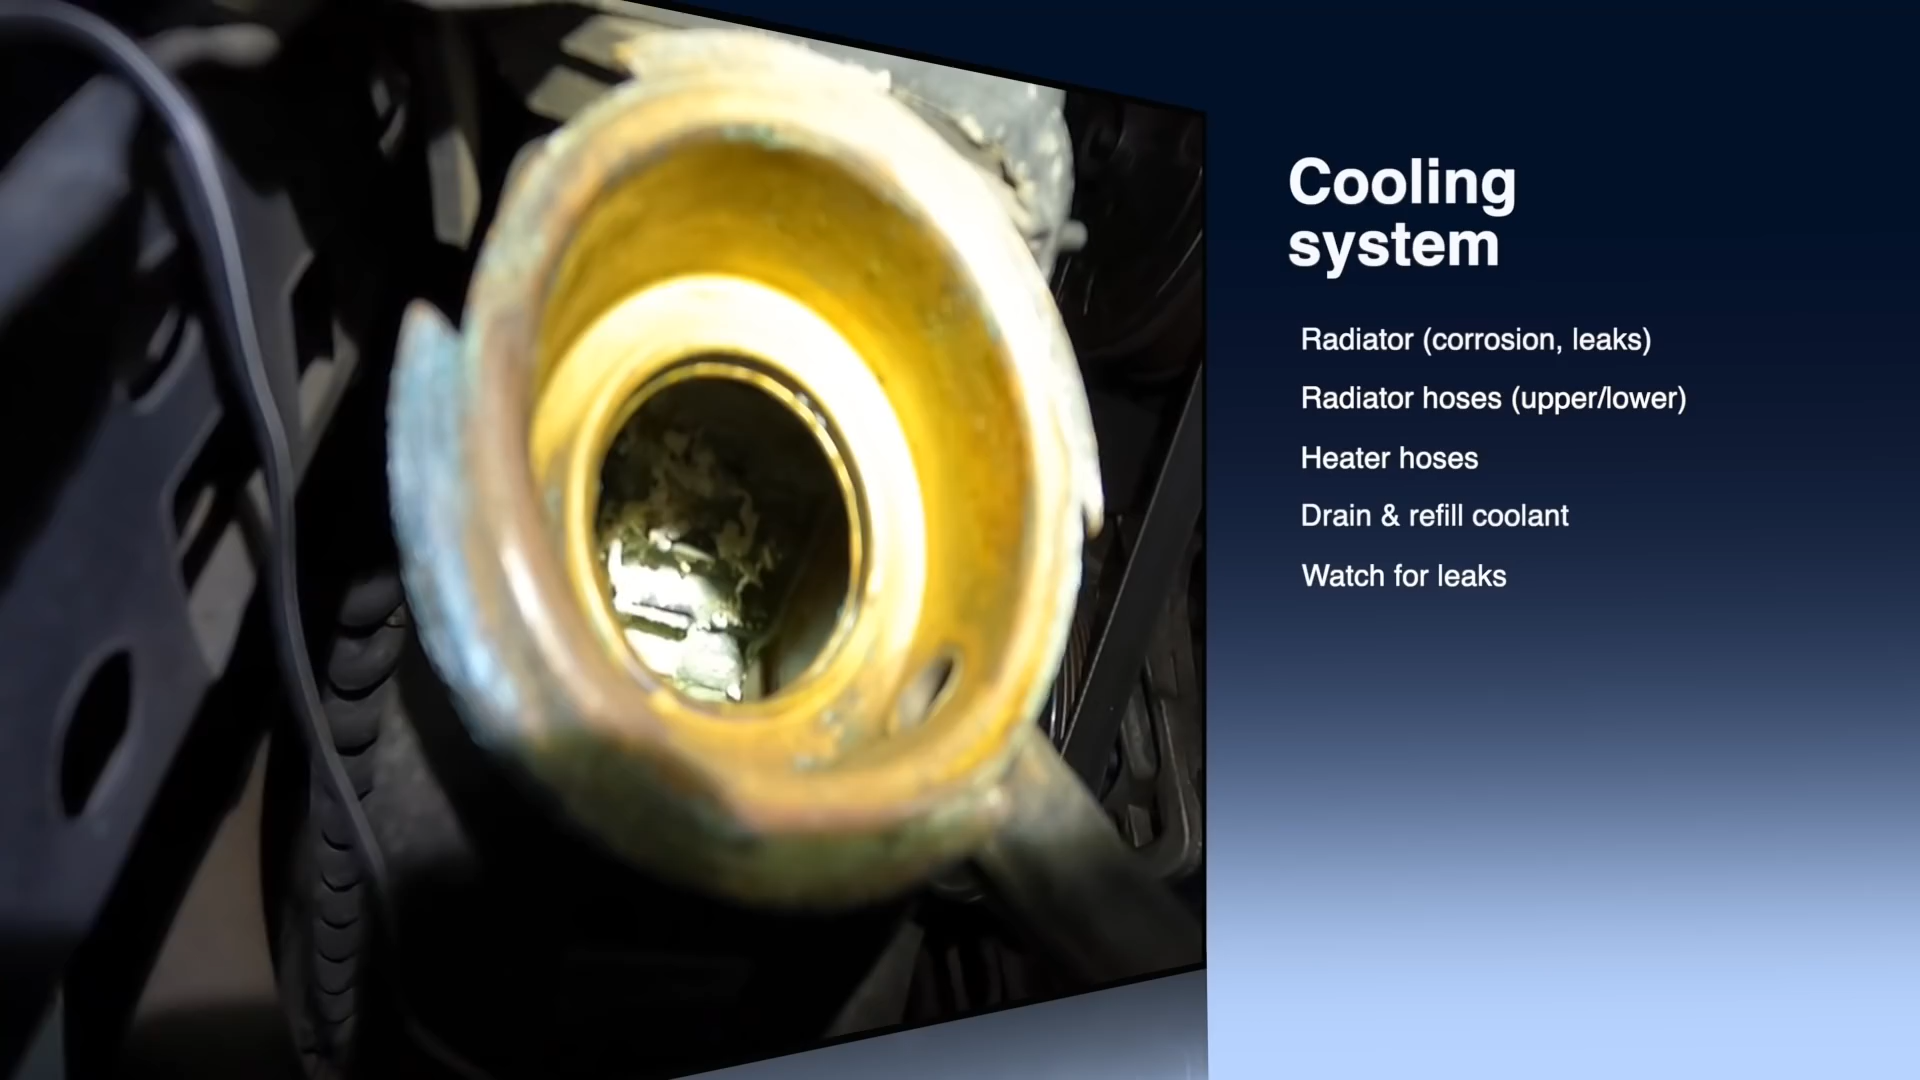 Cooling
system
Radiator (corrosion, leaks)
Radiator hoses (upper/lower)
Heater hoses
Drain & refill coolant
Watch for leaks